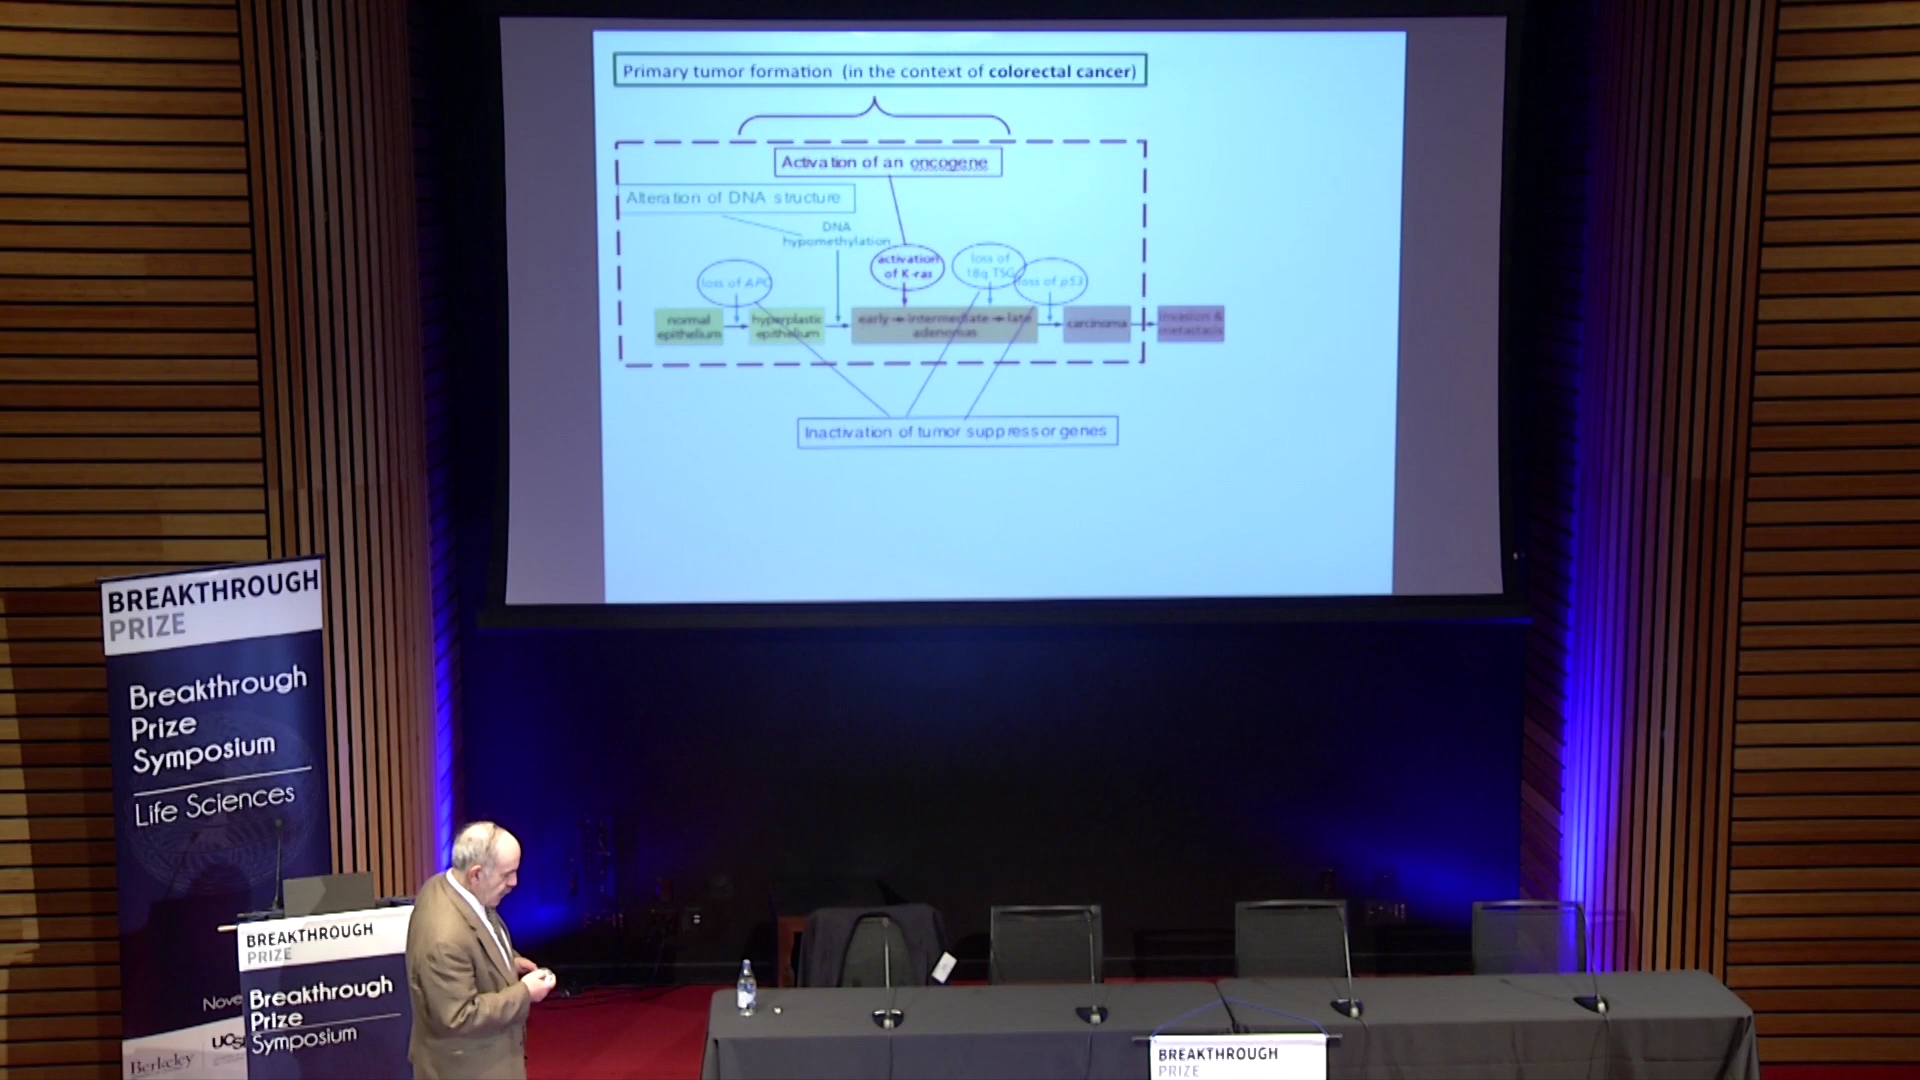 Primary tumor formation (in the context of colorectal cancer)
Activation of an oncogene
Alteration of DNA structure
DNA
hypomethylation
activation
of K-ras
loss of
18q TSG
loss of APC
loss of p53
normal
epithelium
hyperplastic
epithelium
early intermediate late
adenomas
carcinoma
invasion &
metastasis
Inactivation of tumor suppressor genes
BREAKTHROUGH
PRIZE
Breakthrough
Prize
Symposium
Life Sciences
Nove
UCS
Berkeley
BREAKTHROUGH
PRIZE
Breakthrough
Prize
Symposium
BREAKTHROUGH
PRIZE